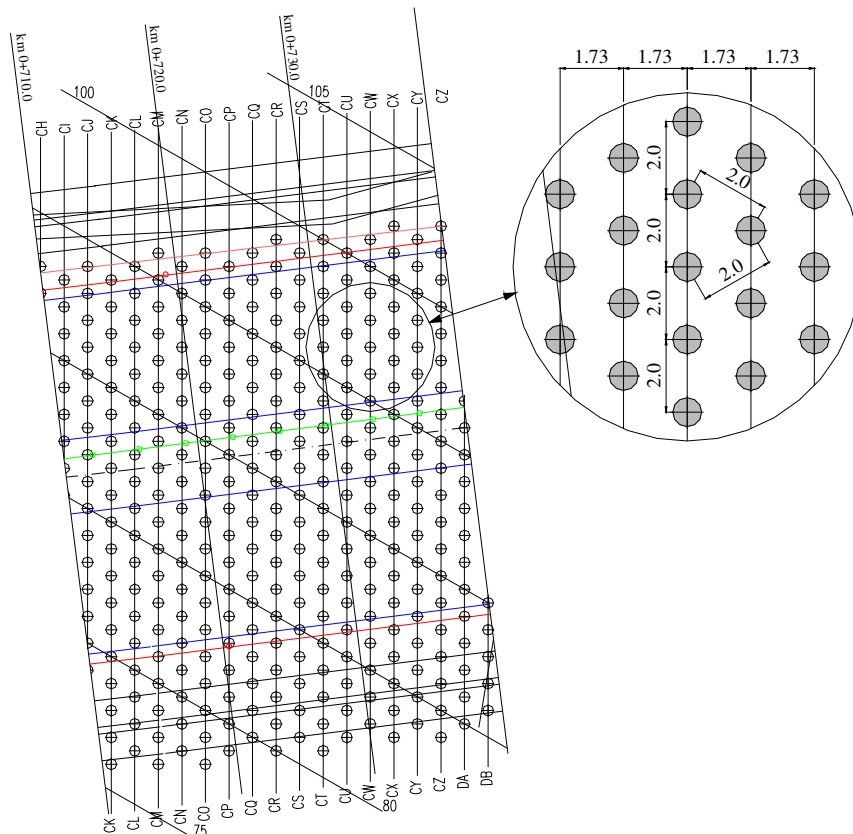 km 0+710.0
km 0+720.0
km 0+730.0
100
105
CH
CI
CJ
CK
CL
CM
CN
CO
CP
CQ
CR
CS
CT
CU
CW
CX
CY
CZ
1.73
1.73
1.73
1.73
2.0
2.0
2.0
2.0
2.0
2.0
CK
CL
CM
CN
CO
CP
CQ
CR
CS
CT
CU
CW
CX
CY
CZ
DA
DB
75
80